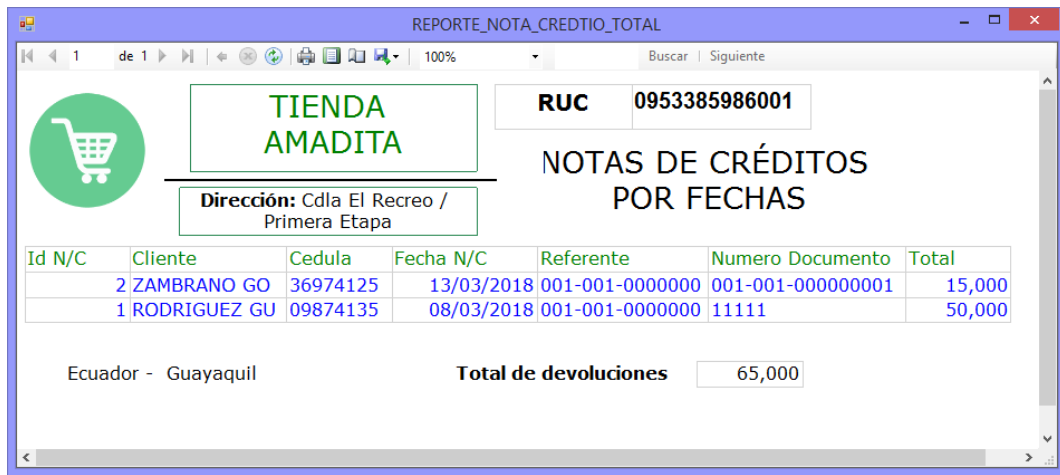 REPORTE_NOTA_CREDTIO_TOTAL
1 de 1 100% Buscar | Siguiente
TIENDA
AMADITA
RUC 0953385986001
NOTAS DE CRÉDITOS
POR FECHAS
Dirección: Cdla El Recreo /
Primera Etapa
Id N/C Cliente Cedula Fecha N/C Referente Numero Documento Total
2 ZAMBRANO GO 36974125 13/03/2018 001-001-0000000 001-001-000000001 15,000
1 RODRIGUEZ GU 09874135 08/03/2018 001-001-0000000 11111 50,000
Ecuador - Guayaquil Total de devoluciones 65,000